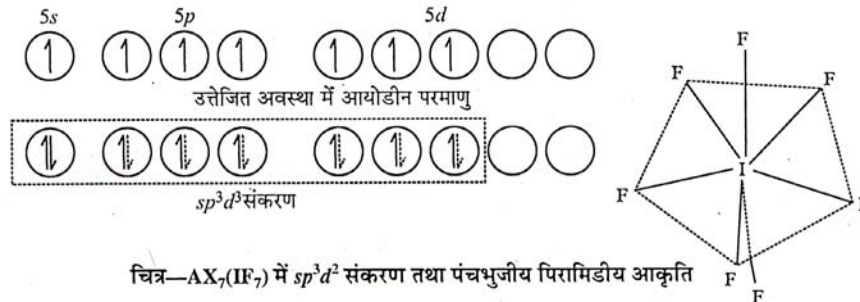 5s 5p 5d
उत्तेजित अवस्था में आयोडीन परमाणु
sp³d³ संकरण
F
F F
I
F
F
F
चित्र—AX₇(IF₇) में sp³d² संकरण तथा पंचभुजीय पिरामिडीय आकृति